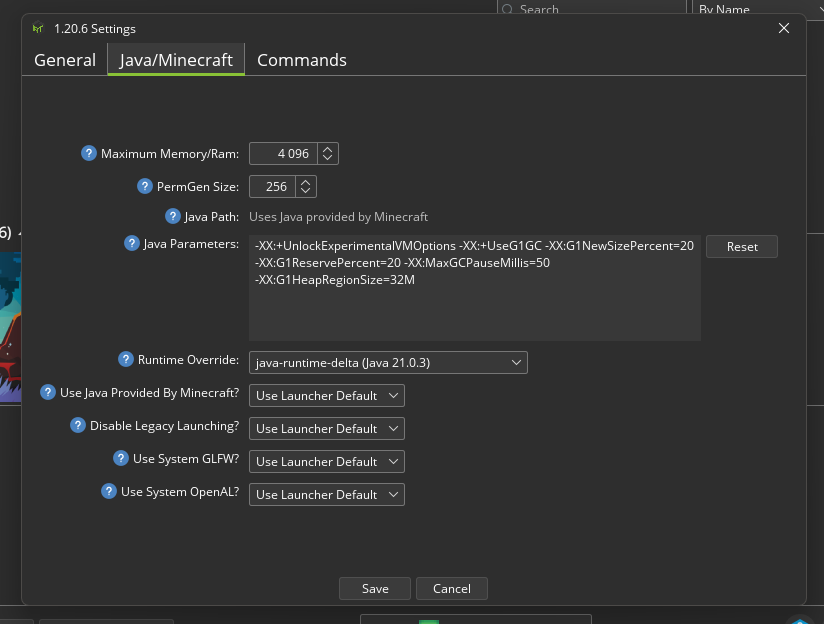 Search
By Name
1.20.6 Settings
General
Java/Minecraft
Commands
Maximum Memory/Ram:
4 096
PermGen Size:
256
Java Path:
Uses Java provided by Minecraft
6)
Java Parameters:
-XX:+UnlockExperimentalVMOptions -XX:+UseG1GC -XX:G1NewSizePercent=20
-XX:G1ReservePercent=20 -XX:MaxGCPauseMillis=50
-XX:G1HeapRegionSize=32M
Reset
Runtime Override:
java-runtime-delta (Java 21.0.3)
Use Java Provided By Minecraft?
Use Launcher Default
Disable Legacy Launching?
Use Launcher Default
Use System GLFW?
Use Launcher Default
Use System OpenAL?
Use Launcher Default
Save
Cancel